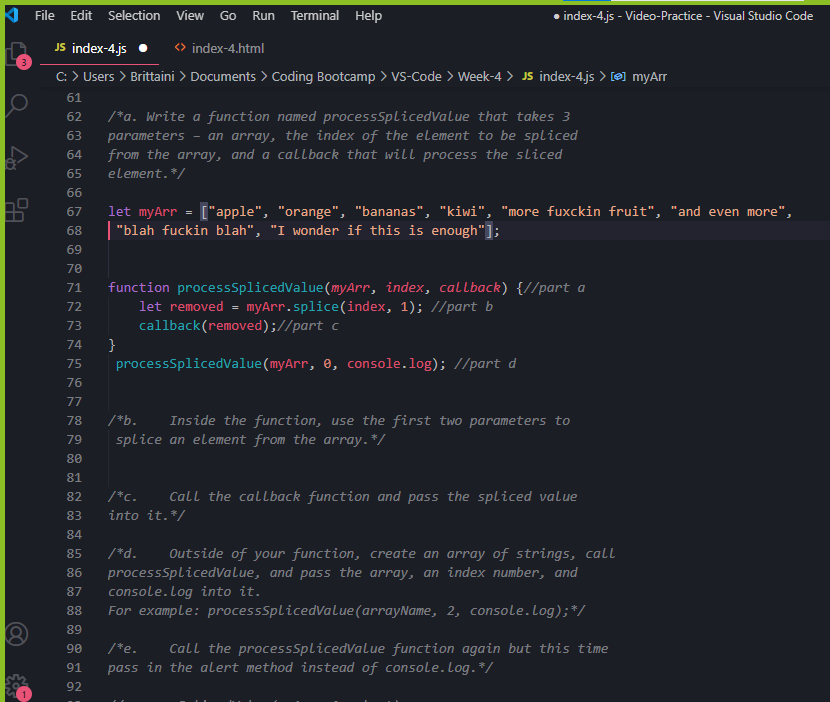 File Edit Selection View Go Run Terminal Help
● index-4.js - Video-Practice - Visual Studio Code
JS index-4.js ● <> index-4.html
3
C: > Users > Brittaini > Documents > Coding Bootcamp > VS-Code > Week-4 > JS index-4.js > myArr
61
62 /*a. Write a function named processSplicedValue that takes 3
63 parameters – an array, the index of the element to be spliced
64 from the array, and a callback that will process the sliced
65 element.*/
66
67 let myArr = ["apple", "orange", "bananas", "kiwi", "more fuxckin fruit", "and even more",
68 "blah fuckin blah", "I wonder if this is enough"];
69
70
71 function processSplicedValue(myArr, index, callback) {//part a
72 let removed = myArr.splice(index, 1); //part b
73 callback(removed);//part c
74 }
75 processSplicedValue(myArr, 0, console.log); //part d
76
77
78 /*b. Inside the function, use the first two parameters to
79 splice an element from the array.*/
80
81
82 /*c. Call the callback function and pass the spliced value
83 into it.*/
84
85 /*d. Outside of your function, create an array of strings, call
86 processSplicedValue, and pass the array, an index number, and
87 console.log into it.
88 For example: processSplicedValue(arrayName, 2, console.log);*/
89
90 /*e. Call the processSplicedValue function again but this time
91 pass in the alert method instead of console.log.*/
92
1